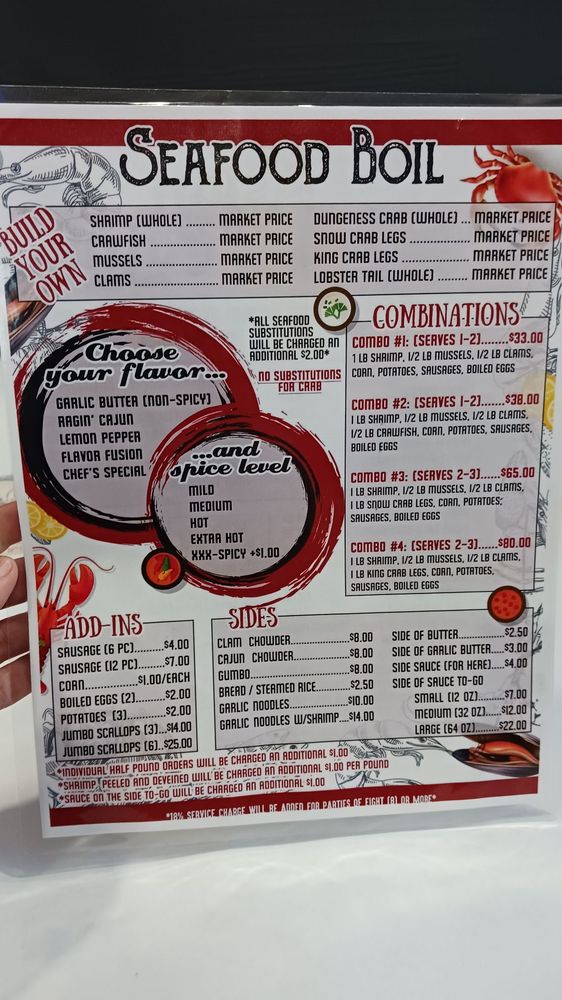 SEAFOOD BOIL
BUILD
YOUR
OWN
SHRIMP (WHOLE) ......... MARKET PRICE
CRAWFISH .................. MARKET PRICE
MUSSELS .................... MARKET PRICE
CLAMS ....................... MARKET PRICE
DUNGENESS CRAB (WHOLE) ... MARKET PRICE
SNOW CRAB LEGS ................. MARKET PRICE
KING CRAB LEGS ................... MARKET PRICE
LOBSTER TAIL (WHOLE) ........ MARKET PRICE
Choose
your flavor...
GARLIC BUTTER (NON-SPICY)
RAGIN' CAJUN
LEMON PEPPER
FLAVOR FUSION
CHEF'S SPECIAL
...and
spice level
MILD
MEDIUM
HOT
EXTRA HOT
XXX-SPICY +$1.00
*ALL SEAFOOD
SUBSTITUTIONS
WILL BE CHARGED AN
ADDITIONAL $2.00*
NO SUBSTITUTIONS
FOR CRAB
COMBINATIONS
COMBO #1: (SERVES 1-2)........$33.00
1 LB SHRIMP, 1/2 LB MUSSELS, 1/2 LB CLAMS,
CORN, POTATOES, SAUSAGES, BOILED EGGS
COMBO #2: (SERVES 1-2).......$38.00
1 LB SHRIMP, 1/2 LB MUSSELS, 1/2 LB CLAMS,
1/2 LB CRAWFISH, CORN, POTATOES, SAUSAGES,
BOILED EGGS
COMBO #3: (SERVES 2-3)......$65.00
1 LB SHRIMP, 1/2 LB MUSSELS, 1/2 LB CLAMS,
1 LB SNOW CRAB LEGS, CORN, POTATOES;
SAUSAGES, BOILED EGGS
COMBO #4: (SERVES 2-3)......$80.00
1 LB SHRIMP, 1/2 LB MUSSELS, 1/2 LB CLAMS,
1 LB KING CRAB LEGS, CORN, POTATOES,
SAUSAGES, BOILED EGGS
ADD-INS
SAUSAGE (6 PC).........$4.00
SAUSAGE (12 PC)........$7.00
CORN...............$1.00/EACH
BOILED EGGS (2)........$2.00
POTATOES (3)............$2.00
JUMBO SCALLOPS (3)...$14.00
JUMBO SCALLOPS (6)..$25.00
SIDES
CLAM CHOWDER...............$8.00
CAJUN CHOWDER..............$8.00
GUMBO..........................$8.00
BREAD / STEAMED RICE........$2.50
GARLIC NOODLES..............$10.00
GARLIC NOODLES W/SHRIMP...$14.00
SIDE OF BUTTER............$2.50
SIDE OF GARLIC BUTTER....$3.00
SIDE SAUCE (FOR HERE)....$4.00
SIDE OF SAUCE TO-GO
SMALL (12 OZ).......$7.00
MEDIUM (32 OZ).....$12.00
LARGE (64 OZ)......$22.00
*INDIVIDUAL HALF POUND ORDERS WILL BE CHARGED AN ADDITIONAL $1.00
*SHRIMP PEELED AND DEVEINED WILL BE CHARGED AN ADDITIONAL $1.00 PER POUND
*SAUCE ON THE SIDE TO-GO WILL BE CHARGED AN ADDITIONAL $1.00
*18% SERVICE CHARGE WILL BE ADDED FOR PARTIES OF EIGHT (8) OR MORE*